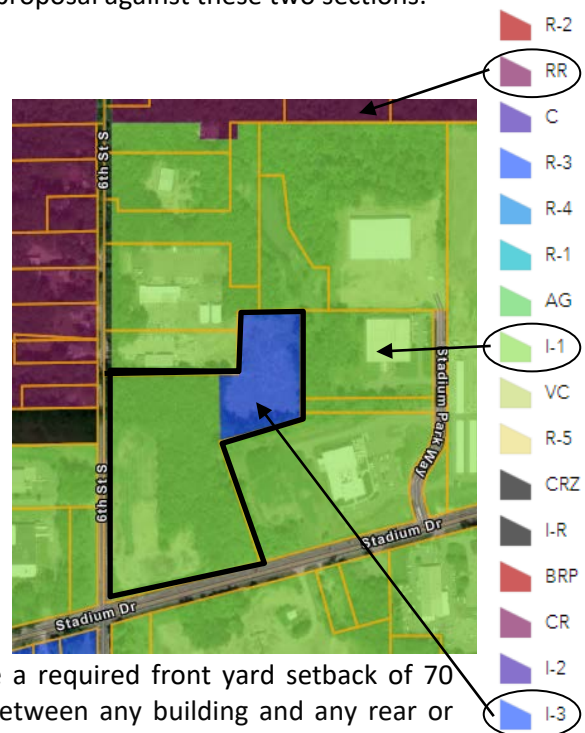 proposal against these two sections.
R-2
RR
C
R-3
R-4
R-1
AG
I-1
VC
R-5
CRZ
I-R
BRP
CR
I-2
I-3
6th St S
6th St S
Stadium Park Way
Stadium Dr
Stadium Dr
e a required front yard setback of 70
between any building and any rear or